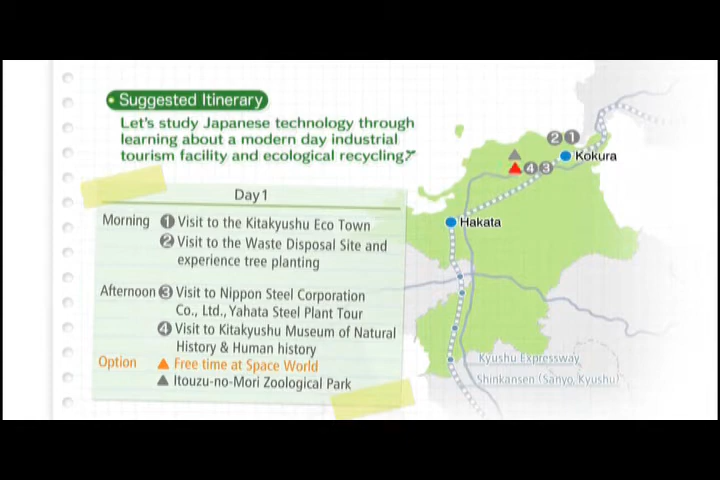 Suggested Itinerary
Let's study Japanese technology through
learning about a modern day industrial
tourism facility and ecological recycling!
Day1
Morning ① Visit to the Kitakyushu Eco Town
② Visit to the Waste Disposal Site and
experience tree planting
Afternoon ③ Visit to Nippon Steel Corporation
Co., Ltd., Yahata Steel Plant Tour
④ Visit to Kitakyushu Museum of Natural
History & Human history
Option ▲ Free time at Space World
▲ Itouzu-no-Mori Zoological Park
② ①
Kokura
④ ③
Hakata
Kyushu Expressway
Shinkansen (Sanyo, Kyushu)